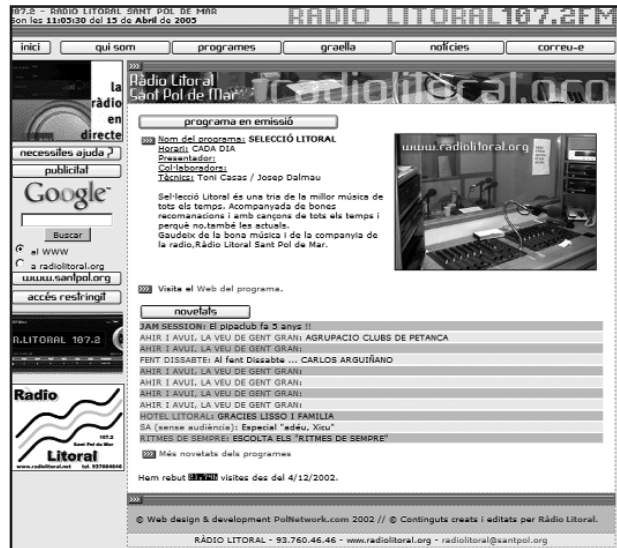 107.2 - RADIO LITORAL SANT POL DE MAR
Son les 11:05:30 del 15 de Abril de 2005
RADIO LITORAL107.2FM
inici
qui som
programes
graella
notícies
correu-e
la
ràdio
en
directe
necessites ajuda ?
publicitat
Google
Buscar
al WWW
a radiolitoral.org
www.santpol.org
accés restringit
R.LITORAL 107.2
Radio
107.2
Sant Pol de Mar
Litoral
www.radiolitoral.net tel. 937604646
Ràdio Litoral
Sant Pol de Mar
radiolitoral.org
programa en emissió
Nom del programa: SELECCIÓ LITORAL
Horari: CADA DIA
Presentador:
Col·laboradors:
Tècnics: Toni Casas / Josep Dalmau
Sel·lecció Litoral és una tria de la millor música de
tots els temps. Acompanyada de bones
recomanacions i amb cançons de tots els temps i
perquè no,també les actuals.
Gaudeix de la bona música i de la companyia de
la radio,Ràdio Litoral Sant Pol de Mar.
www.radiolitoral.org
Visita el Web del programa.
novetats
JAM SESSION: El pipaclub fa 5 anys !!
AHIR I AVUI, LA VEU DE GENT GRAN: AGRUPACIO CLUBS DE PETANCA
AHIR I AVUI, LA VEU DE GENT GRAN:
FENT DISSABTE: Al fent Dissabte ... CARLOS ARGUIÑANO
AHIR I AVUI, LA VEU DE GENT GRAN:
AHIR I AVUI, LA VEU DE GENT GRAN:
AHIR I AVUI, LA VEU DE GENT GRAN:
AHIR I AVUI, LA VEU DE GENT GRAN:
HOTEL LITORAL: GRACIES LISSO I FAMILIA
SA (sense audiència): Especial "adéu, Xicu"
RITMES DE SEMPRE: ESCOLTA ELS "RITMES DE SEMPRE"
Més novetats dels programes
Hem rebut visites des del 4/12/2002.
© Web design & development PolNetwork.com 2002 // © Continguts creats i editats per Ràdio Litoral.
RÀDIO LITORAL - 93.760.46.46 - www.radiolitoral.org - radiolitoral@santpol.org